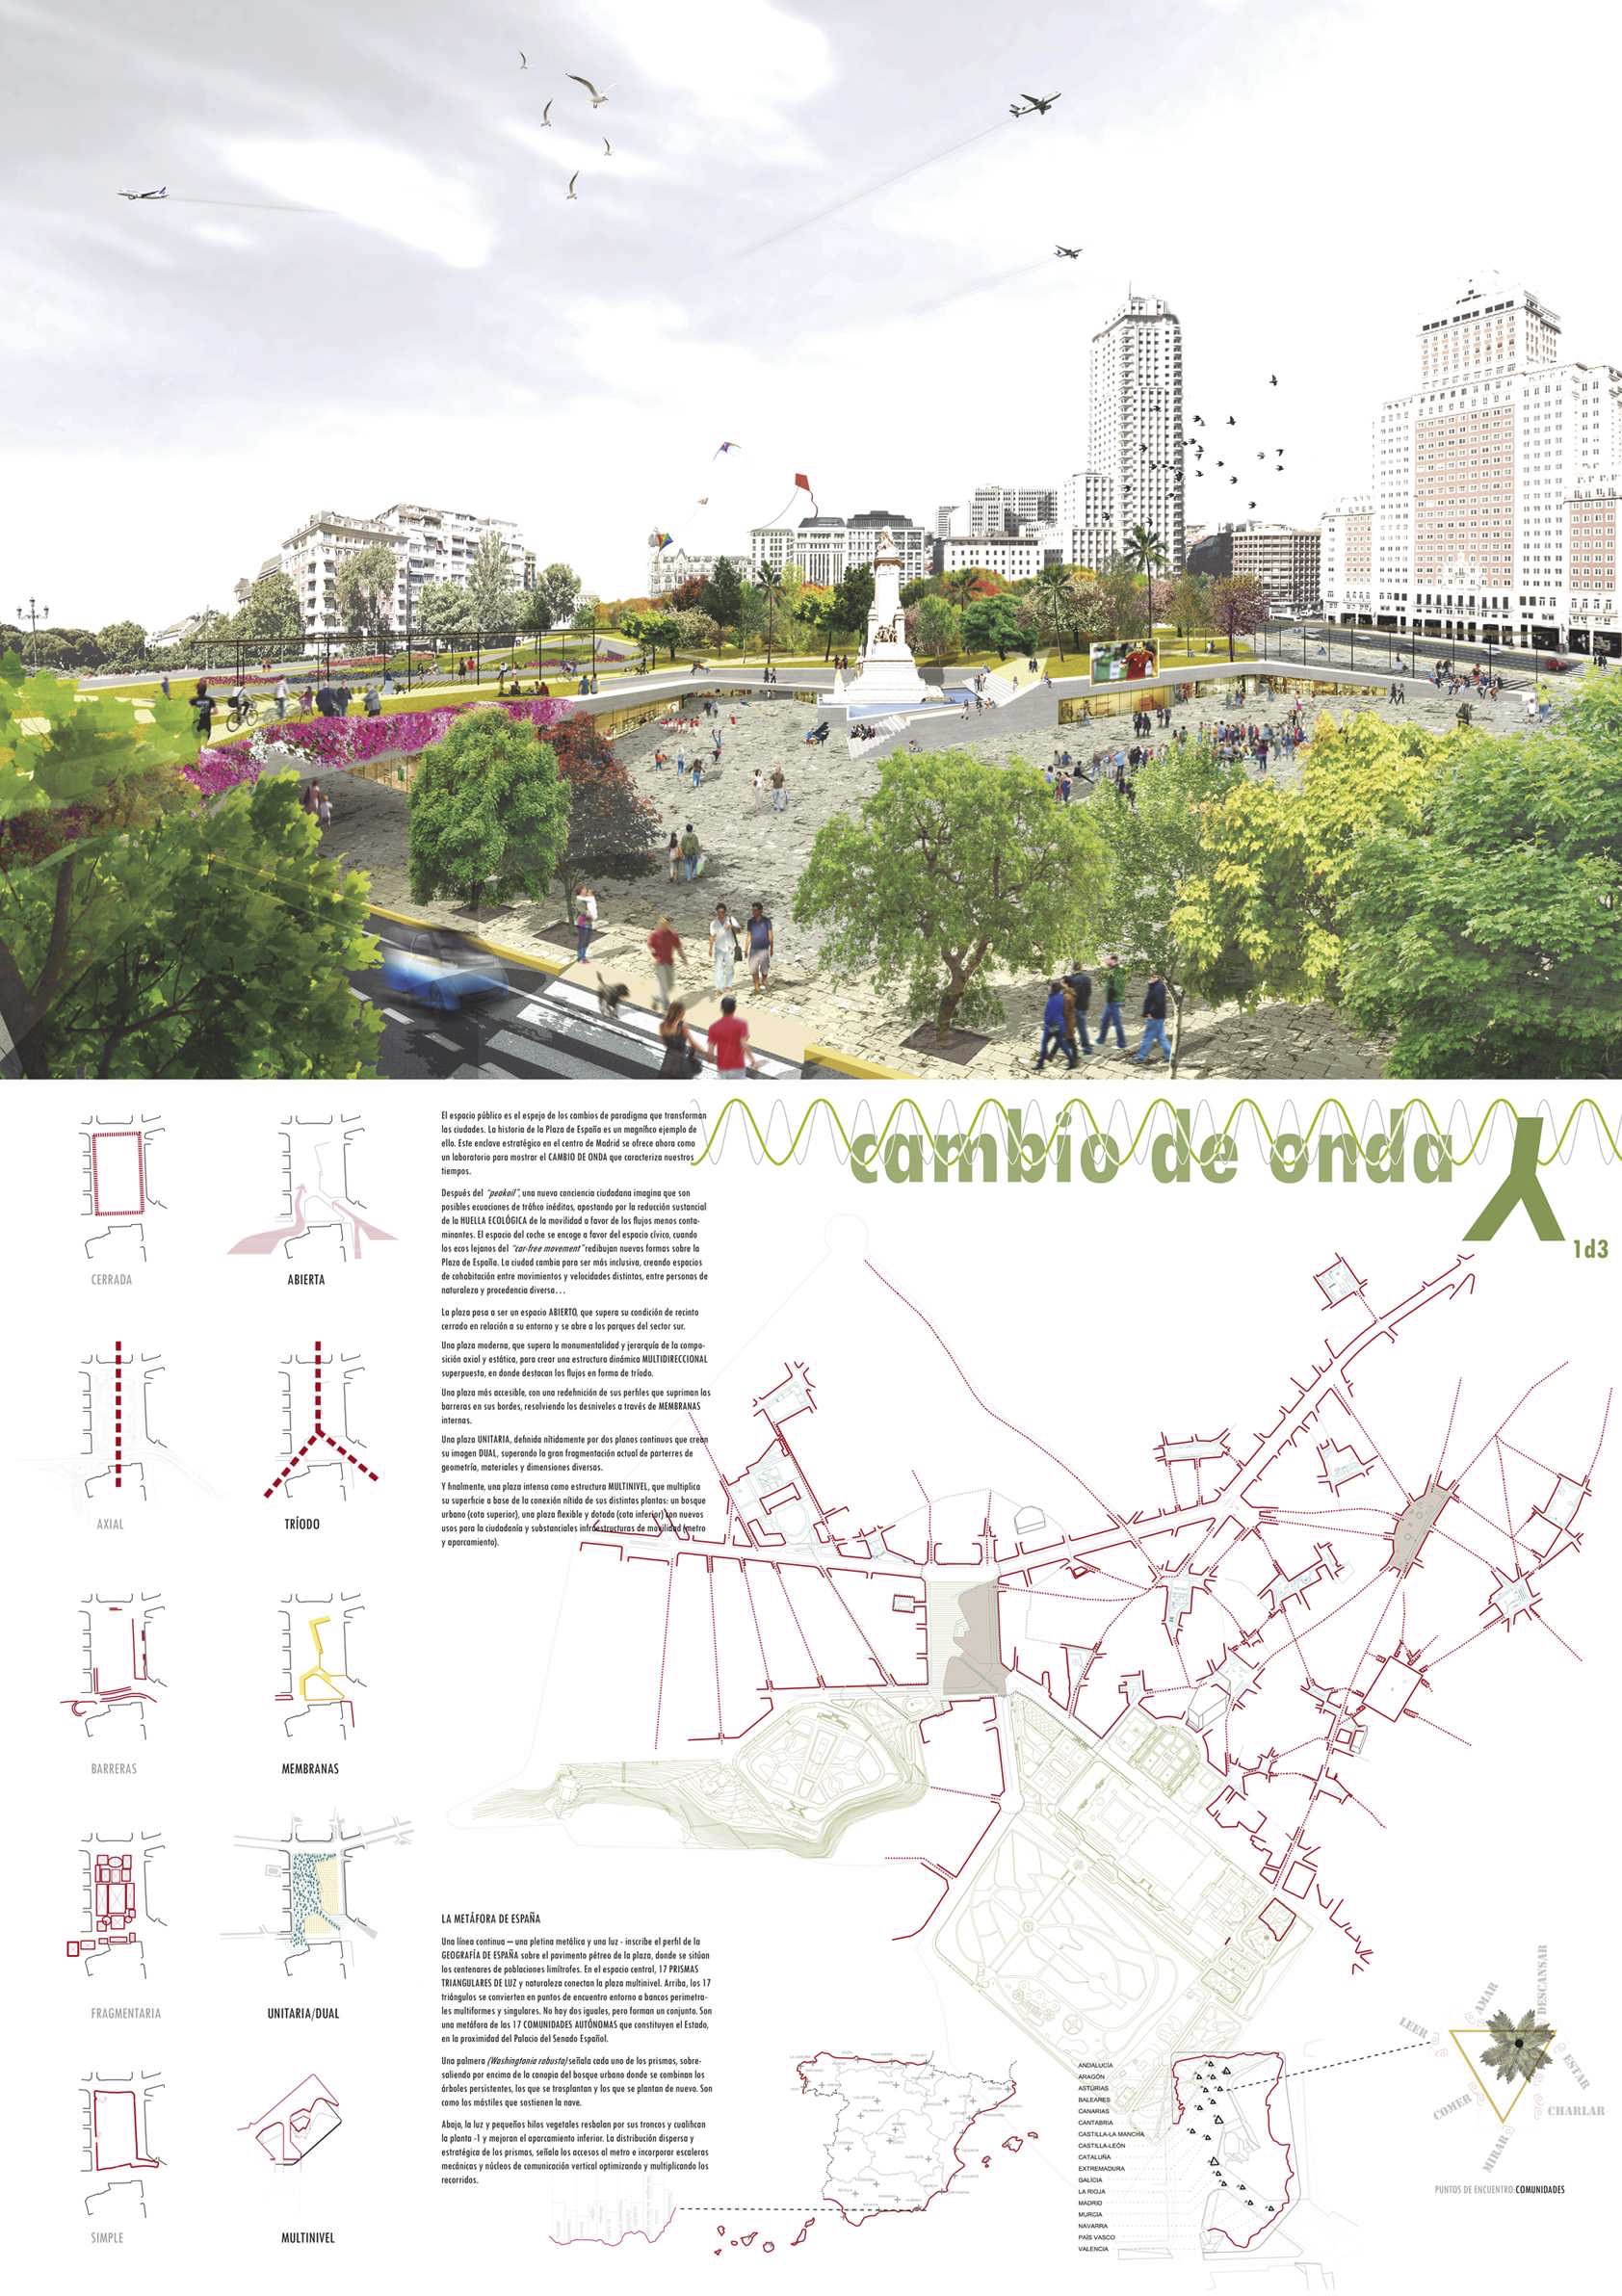 cambio de onda
1d3
CERRADA
ABIERTA
AXIAL
TRÍODO
BARRERAS
MEMBRANAS
FRAGMENTARIA
UNITARIA/DUAL
SIMPLE
MULTINIVEL
El espacio público es el espejo de los cambios de paradigma que transforman
las ciudades. La historia de la Plaza de España es un magnífico ejemplo de
ello. Este enclave estratégico en el centro de Madrid se ofrece ahora como
un laboratorio para mostrar el CAMBIO DE ONDA que caracteriza nuestros
tiempos.
Después del "peakoil", una nueva conciencia ciudadana imagina que son
posibles ecuaciones de tráfico inéditas, apostando por la reducción sustancial
de la HUELLA ECOLÓGICA de la movilidad a favor de los flujos menos conta-
minantes. El espacio del coche se encoge a favor del espacio cívico, cuando
los ecos lejanos del "car-free movement" redibujan nuevas formas sobre la
Plaza de España. La ciudad cambia para ser más inclusiva, creando espacios
de cohabitación entre movimientos y velocidades distintas, entre personas de
naturaleza y procedencia diversa...
La plaza pasa a ser un espacio ABIERTO, que supera su condición de recinto
cerrado en relación a su entorno y se abre a los parques del sector sur.
Una plaza moderna, que supera la monumentalidad y jerarquía de la compo-
sición axial y estática, para crear una estructura dinámica MULTIDIRECCIONAL
superpuesta, en donde destacan los flujos en forma de tríodo.
Una plaza más accesible, con una redefinición de sus perfiles que supriman las
barreras en sus bordes, resolviendo los desniveles a través de MEMBRANAS
internas.
Una plaza UNITARIA, definida nítidamente por dos planos continuos que crean
su imagen DUAL, superando la gran fragmentación actual de parterres de
geometría, materiales y dimensiones diversas.
Y finalmente, una plaza intensa como estructura MULTINIVEL, que multiplica
su superficie a base de la conexión nítida de sus distintas plantas: un bosque
urbano (cota superior), una plaza flexible y dotada (cota inferior) con nuevos
usos para la ciudadanía y substanciales infraestructuras de movilidad (metro
y aparcamiento).
LA METÁFORA DE ESPAÑA
Una línea continua – una pletina metálica y una luz - inscribe el perfil de la
GEOGRAFÍA DE ESPAÑA sobre el pavimento pétreo de la plaza, donde se sitúan
los centenares de poblaciones limítrofes. En el espacio central, 17 PRISMAS
TRIANGULARES DE LUZ y naturaleza conectan la plaza multinivel. Arriba, los 17
triángulos se convierten en puntos de encuentro entorno a bancos perimetra-
les multiformes y singulares. No hay dos iguales, pero forman un conjunto. Son
una metáfora de las 17 COMUNIDADES AUTÓNOMAS que constituyen el Estado,
en la proximidad del Palacio del Senado Español.
Una palmera (Washingtonia robusta) señala cada uno de los prismas, sobre-
saliendo por encima de la canopia del bosque urbano donde se combinan los
árboles persistentes, los que se trasplantan y los que se plantan de nuevo. Son
como los mástiles que sostienen la nave.
Abajo, la luz y pequeños hilos vegetales resbalan por sus troncos y cualifican
la planta -1 y mejoran el aparcamiento inferior. La distribución dispersa y
estratégica de los prismas, señala los accesos al metro e incorporar escaleras
mecánicas y núcleos de comunicación vertical optimizando y multiplicando los
recorridos.
ANDALUCÍA
ARAGÓN
ASTURIAS
BALEARES
CANARIAS
CANTABRIA
CASTILLA-LA MANCHA
CASTILLA-LEÓN
CATALUÑA
EXTREMADURA
GALÍCIA
LA RIOJA
MADRID
MURCIA
NAVARRA
PAÍS VASCO
VALENCIA
LEER
AMAR
DESCANSAR
ESTAR
CHARLAR
MIRAR
COMER
PUNTOS DE ENCUENTRO: COMUNIDADES